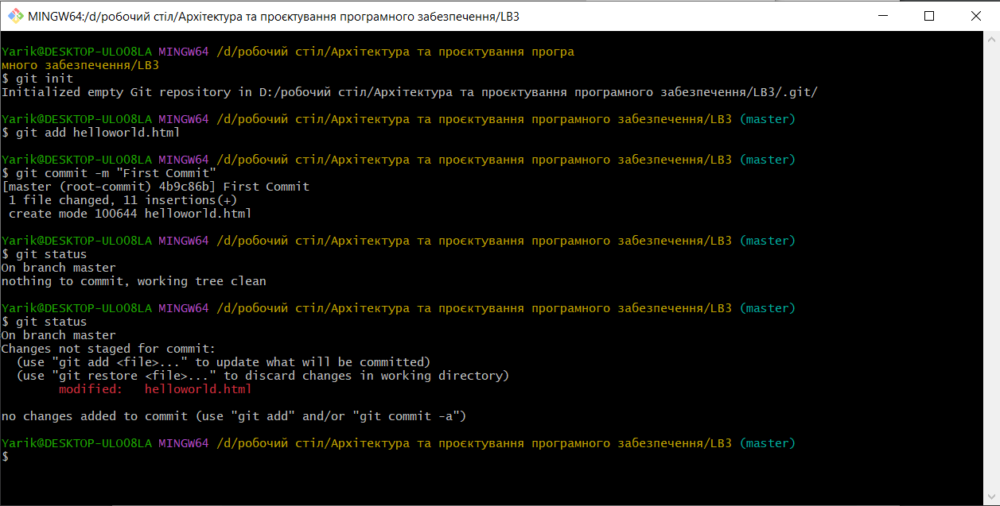 MINGW64:/d/робочий стіл/Архітектура та проєктування програмного забезпечення/LB3
Yarik@DESKTOP-ULO08LA MINGW64 /d/робочий стіл/Архітектура та проєктування програ
много забезпечення/LB3
$ git init
Initialized empty Git repository in D:/робочий стіл/Архітектура та проєктування програмного забезпечення/LB3/.git/
Yarik@DESKTOP-ULO08LA MINGW64 /d/робочий стіл/Архітектура та проєктування програмного забезпечення/LB3 (master)
$ git add helloworld.html
Yarik@DESKTOP-ULO08LA MINGW64 /d/робочий стіл/Архітектура та проєктування програмного забезпечення/LB3 (master)
$ git commit -m "First Commit"
[master (root-commit) 4b9c86b] First Commit
 1 file changed, 11 insertions(+)
 create mode 100644 helloworld.html
Yarik@DESKTOP-ULO08LA MINGW64 /d/робочий стіл/Архітектура та проєктування програмного забезпечення/LB3 (master)
$ git status
On branch master
nothing to commit, working tree clean
Yarik@DESKTOP-ULO08LA MINGW64 /d/робочий стіл/Архітектура та проєктування програмного забезпечення/LB3 (master)
$ git status
On branch master
Changes not staged for commit:
  (use "git add <file>..." to update what will be committed)
  (use "git restore <file>..." to discard changes in working directory)
        modified:   helloworld.html
no changes added to commit (use "git add" and/or "git commit -a")
Yarik@DESKTOP-ULO08LA MINGW64 /d/робочий стіл/Архітектура та проєктування програмного забезпечення/LB3 (master)
$